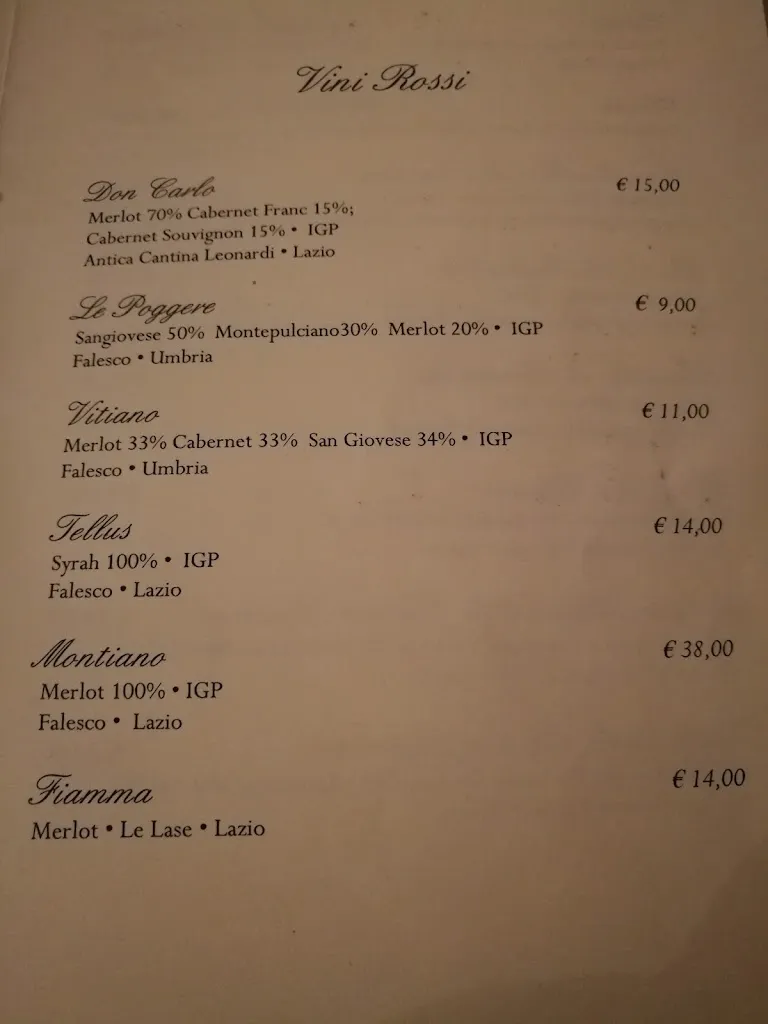 Vini Rossi
Don Carlo € 15,00
Merlot 70% Cabernet Franc 15%;
Cabernet Souvignon 15% • IGP
Antica Cantina Leonardi • Lazio
Le Poggere € 9,00
Sangiovese 50% Montepulciano30% Merlot 20% • IGP
Falesco • Umbria
Vitiano € 11,00
Merlot 33% Cabernet 33% San Giovese 34% • IGP
Falesco • Umbria
Tellus € 14,00
Syrah 100% • IGP
Falesco • Lazio
Montiano € 38,00
Merlot 100% • IGP
Falesco • Lazio
Fiamma € 14,00
Merlot • Le Lase • Lazio